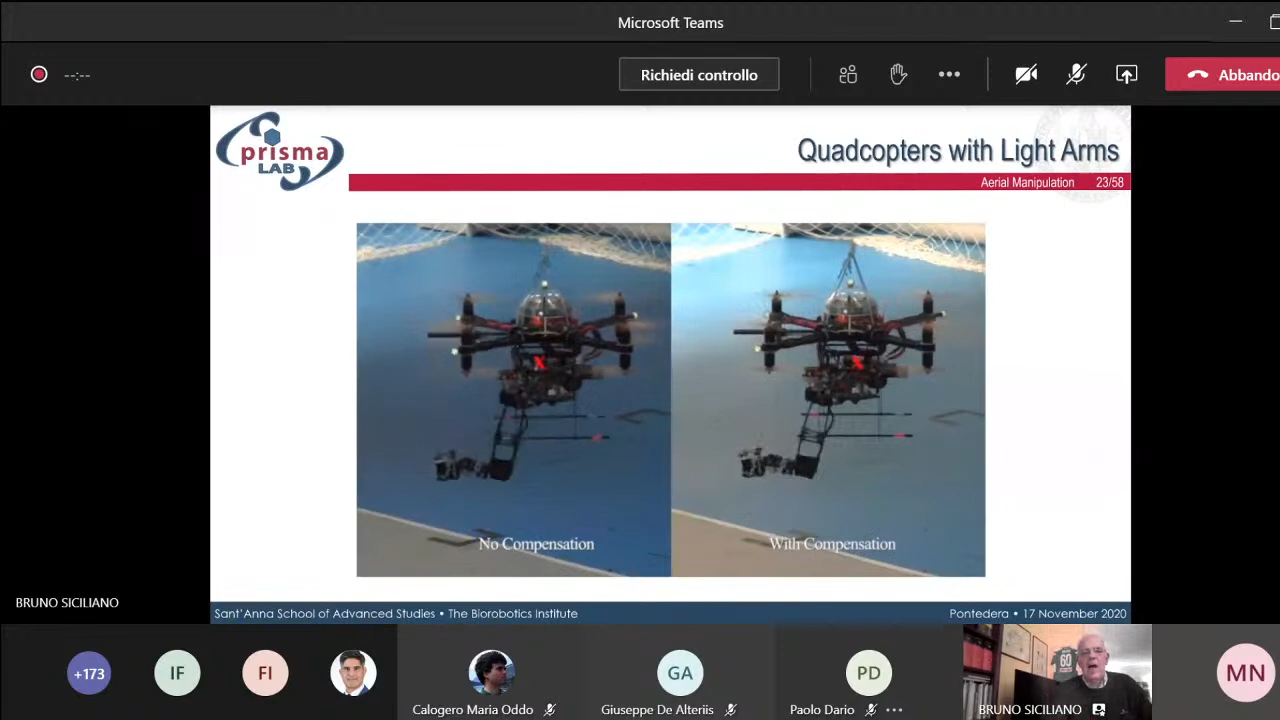 Microsoft Teams
--:--
Richiedi controllo
Abbando
prisma
LAB
Quadcopters with Light Arms
Aerial Manipulation 23/58
X
X
No Compensation
With Compensation
BRUNO SICILIANO
Sant'Anna School of Advanced Studies • The Biorobotics Institute
Pontedera • 17 November 2020
+173
IF
FI
GA
PD
60
MN
Calogero Maria Oddo
Giuseppe De Alteriis
Paolo Dario
BRUNO SICILIANO